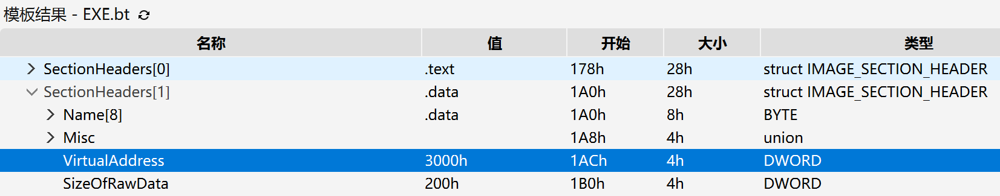 模板结果 - EXE.bt
名称 值 开始 大小 类型
SectionHeaders[0] .text 178h 28h struct IMAGE_SECTION_HEADER
SectionHeaders[1] .data 1A0h 28h struct IMAGE_SECTION_HEADER
Name[8] .data 1A0h 8h BYTE
Misc 1A8h 4h union
VirtualAddress 3000h 1ACh 4h DWORD
SizeOfRawData 200h 1B0h 4h DWORD